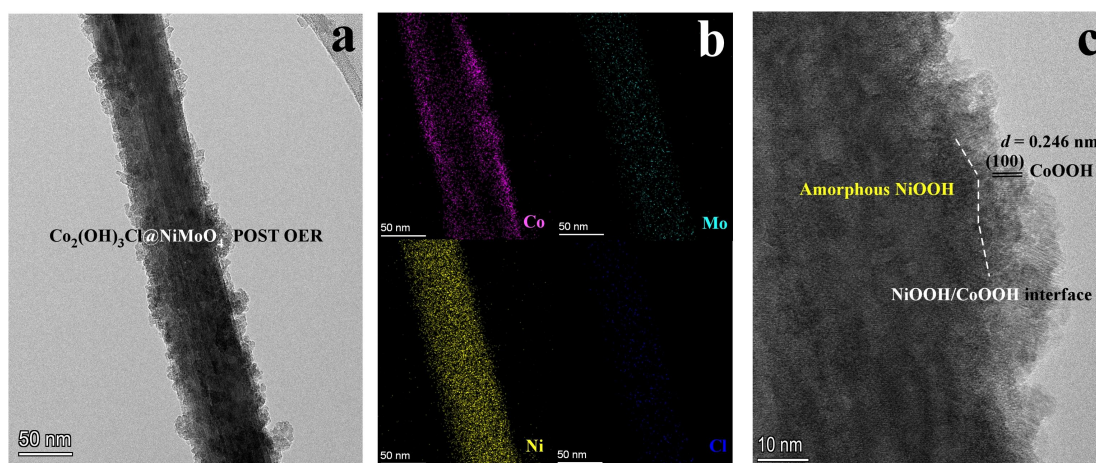 a
Co₂(OH)₃Cl@NiMoO₄ POST OER
50 nm
b
Co
50 nm
Mo
50 nm
Ni
50 nm
Cl
50 nm
c
d = 0.246 nm
(100) CoOOH
Amorphous NiOOH
NiOOH/CoOOH interface
10 nm